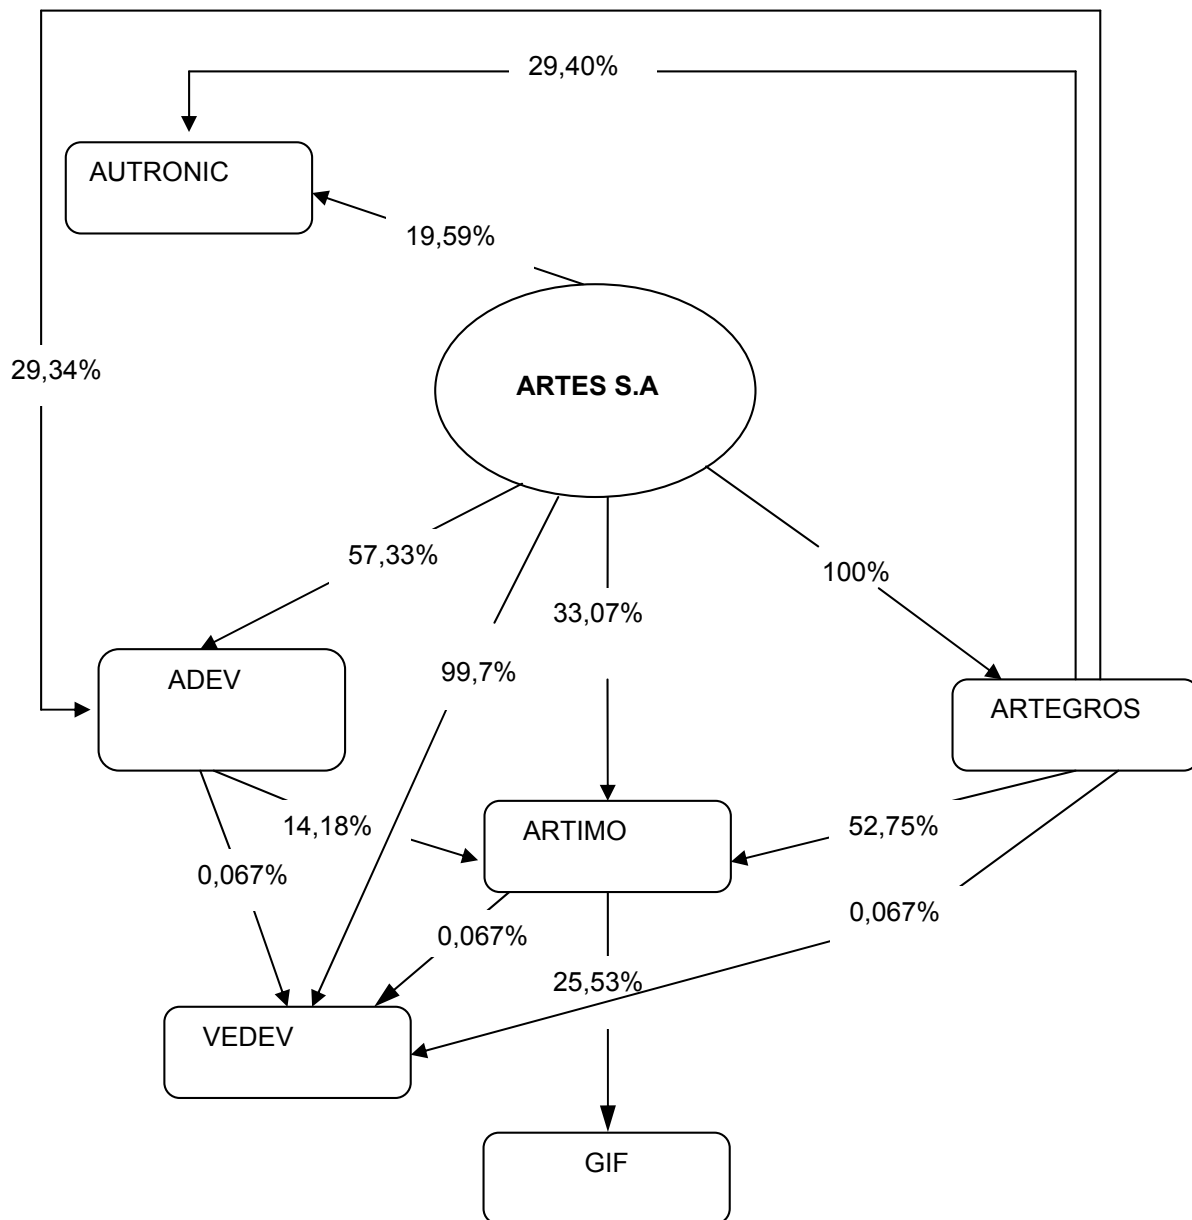 29,40%
AUTRONIC
19,59%
29,34%
ARTES S.A
57,33%
100%
33,07%
99,7%
ADEV
ARTEGROS
14,18%
ARTIMO
52,75%
0,067%
0,067%
0,067%
25,53%
VEDEV
GIF